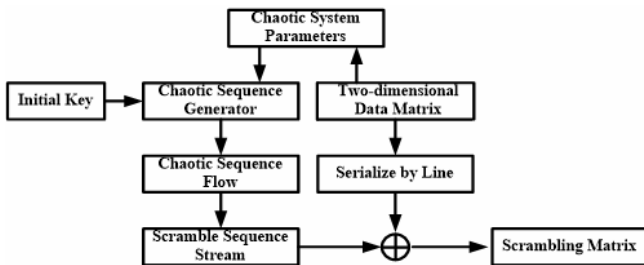 Chaotic System
Parameters
Initial Key
Chaotic Sequence
Generator
Two-dimensional
Data Matrix
Chaotic Sequence
Flow
Serialize by Line
Scramble Sequence
Stream
Scrambling Matrix